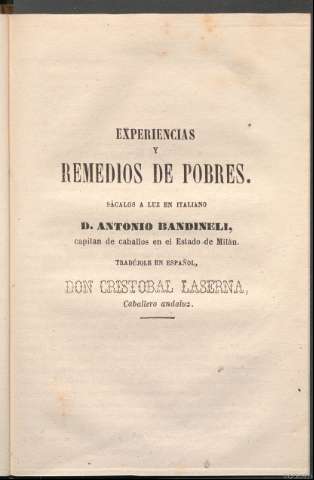 EXPERIENCIAS
Y
REMEDIOS DE POBRES.
SÁCALOS A LUZ EN ITALIANO
D. ANTONIO BANDINELI,
capitan de caballos en el Estado de Milán.
TRADÚJOLE EN ESPAÑOL,
DON CRISTOBAL LASERNA,
Caballero andaluz.